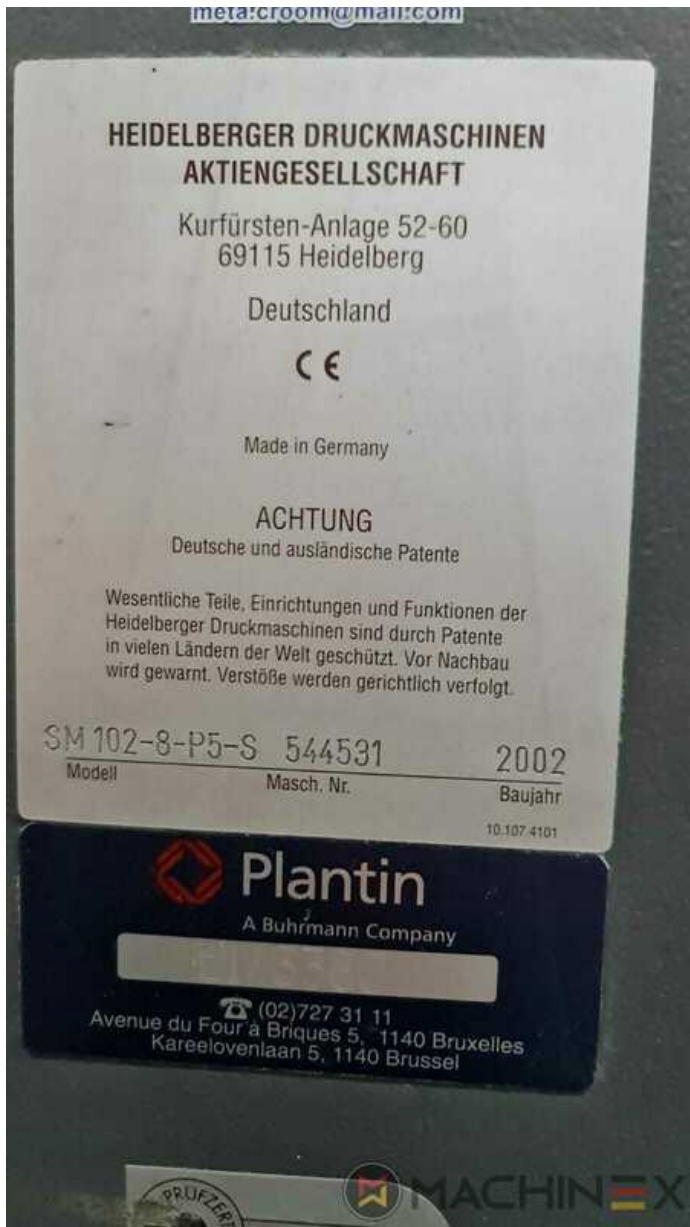 meta.croom@mail.com
HEIDELBERGER DRUCKMASCHINEN
AKTIENGESELLSCHAFT
Kurfürsten-Anlage 52-60
69115 Heidelberg
Deutschland
CE
Made in Germany
ACHTUNG
Deutsche und ausländische Patente
Wesentliche Teile, Einrichtungen und Funktionen der
Heidelberger Druckmaschinen sind durch Patente
in vielen Ländern der Welt geschützt. Vor Nachbau
wird gewarnt. Verstöße werden gerichtlich verfolgt.
SM 102-8-P5-S 544531 2002
Modell Masch. Nr. Baujahr
10.107.4101
Plantin
A Buhrmann Company
☎ (02)727 31 11
Avenue du Four à Briques 5, 1140 Bruxelles
Kareelovenlaan 5, 1140 Brussel
MACHINEX